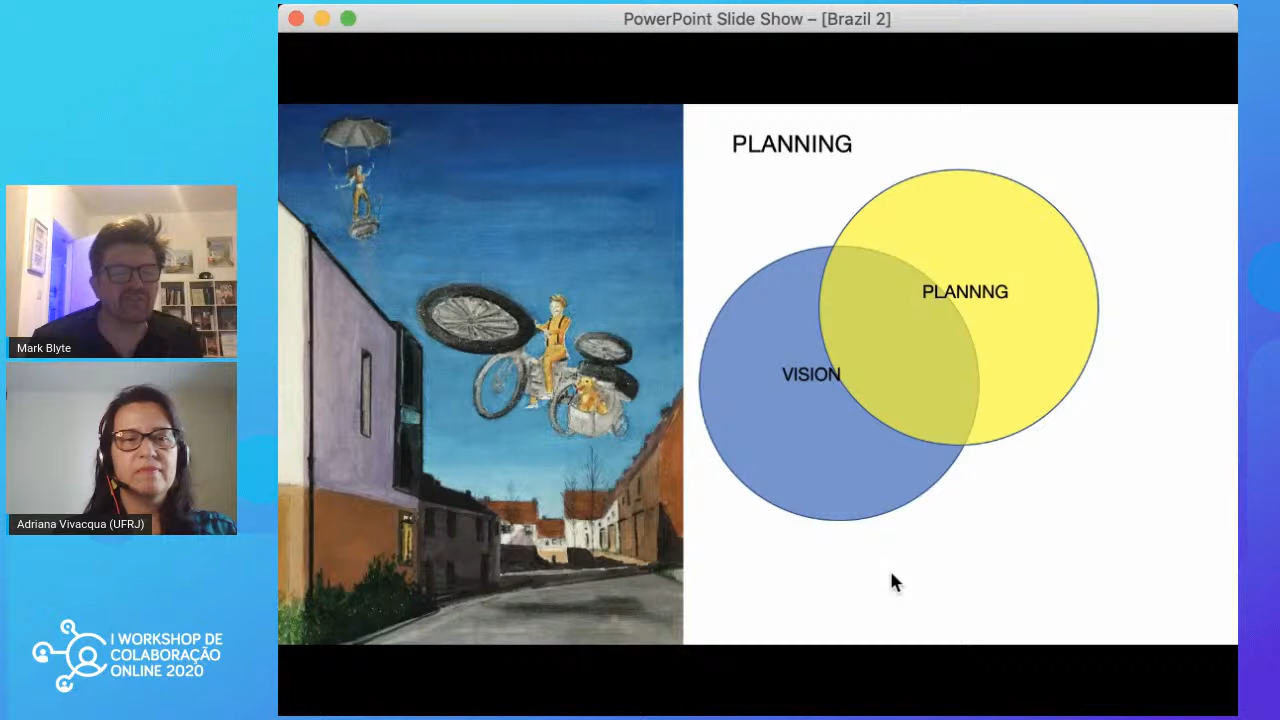 PowerPoint Slide Show – [Brazil 2]
PLANNING
PLANNNG
VISION
Mark Blyte
Adriana Vivacqua (UFRJ)
I WORKSHOP DE
COLABORAÇÃO
ONLINE 2020